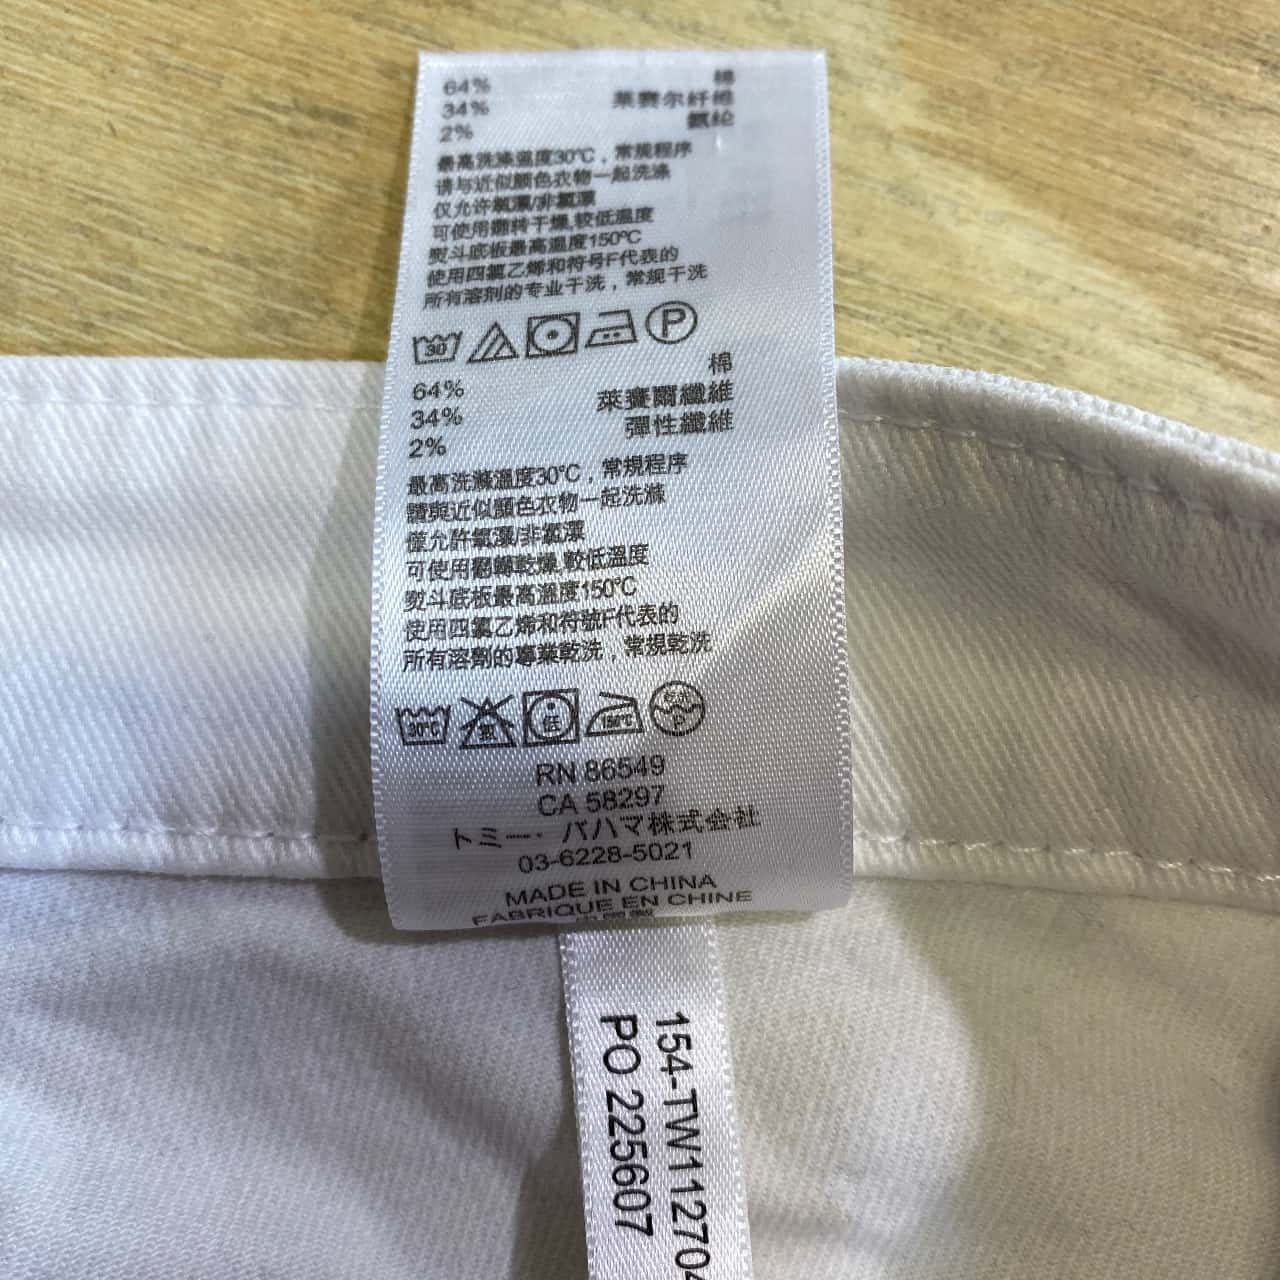 64% 棉
34% 莱赛尔纤维
2% 氨纶
最高洗涤温度30℃，常规程序
请与近似颜色衣物一起洗涤
仅允许氧漂/非氯漂
可使用翻转干燥,较低温度
熨斗底板最高温度150℃
使用四氯乙烯和符号F代表的
所有溶剂的专业干洗，常规干洗
30 P
64% 棉
34% 萊賽爾纖維
2% 彈性纖維
最高洗滌溫度30℃，常規程序
請與近似顏色衣物一起洗滌
僅允許氧漂/非氯漂
可使用翻轉乾燥,較低溫度
熨斗底板最高溫度150℃
使用四氯乙烯和符號F代表的
所有溶劑的專業乾洗，常規乾洗
30℃ 氯 低 150℃ P
RN 86549
CA 58297
トミー・バハマ株式会社
03-6228-5021
MADE IN CHINA
FABRIQUE EN CHINE
154-TW112704
PO 225607